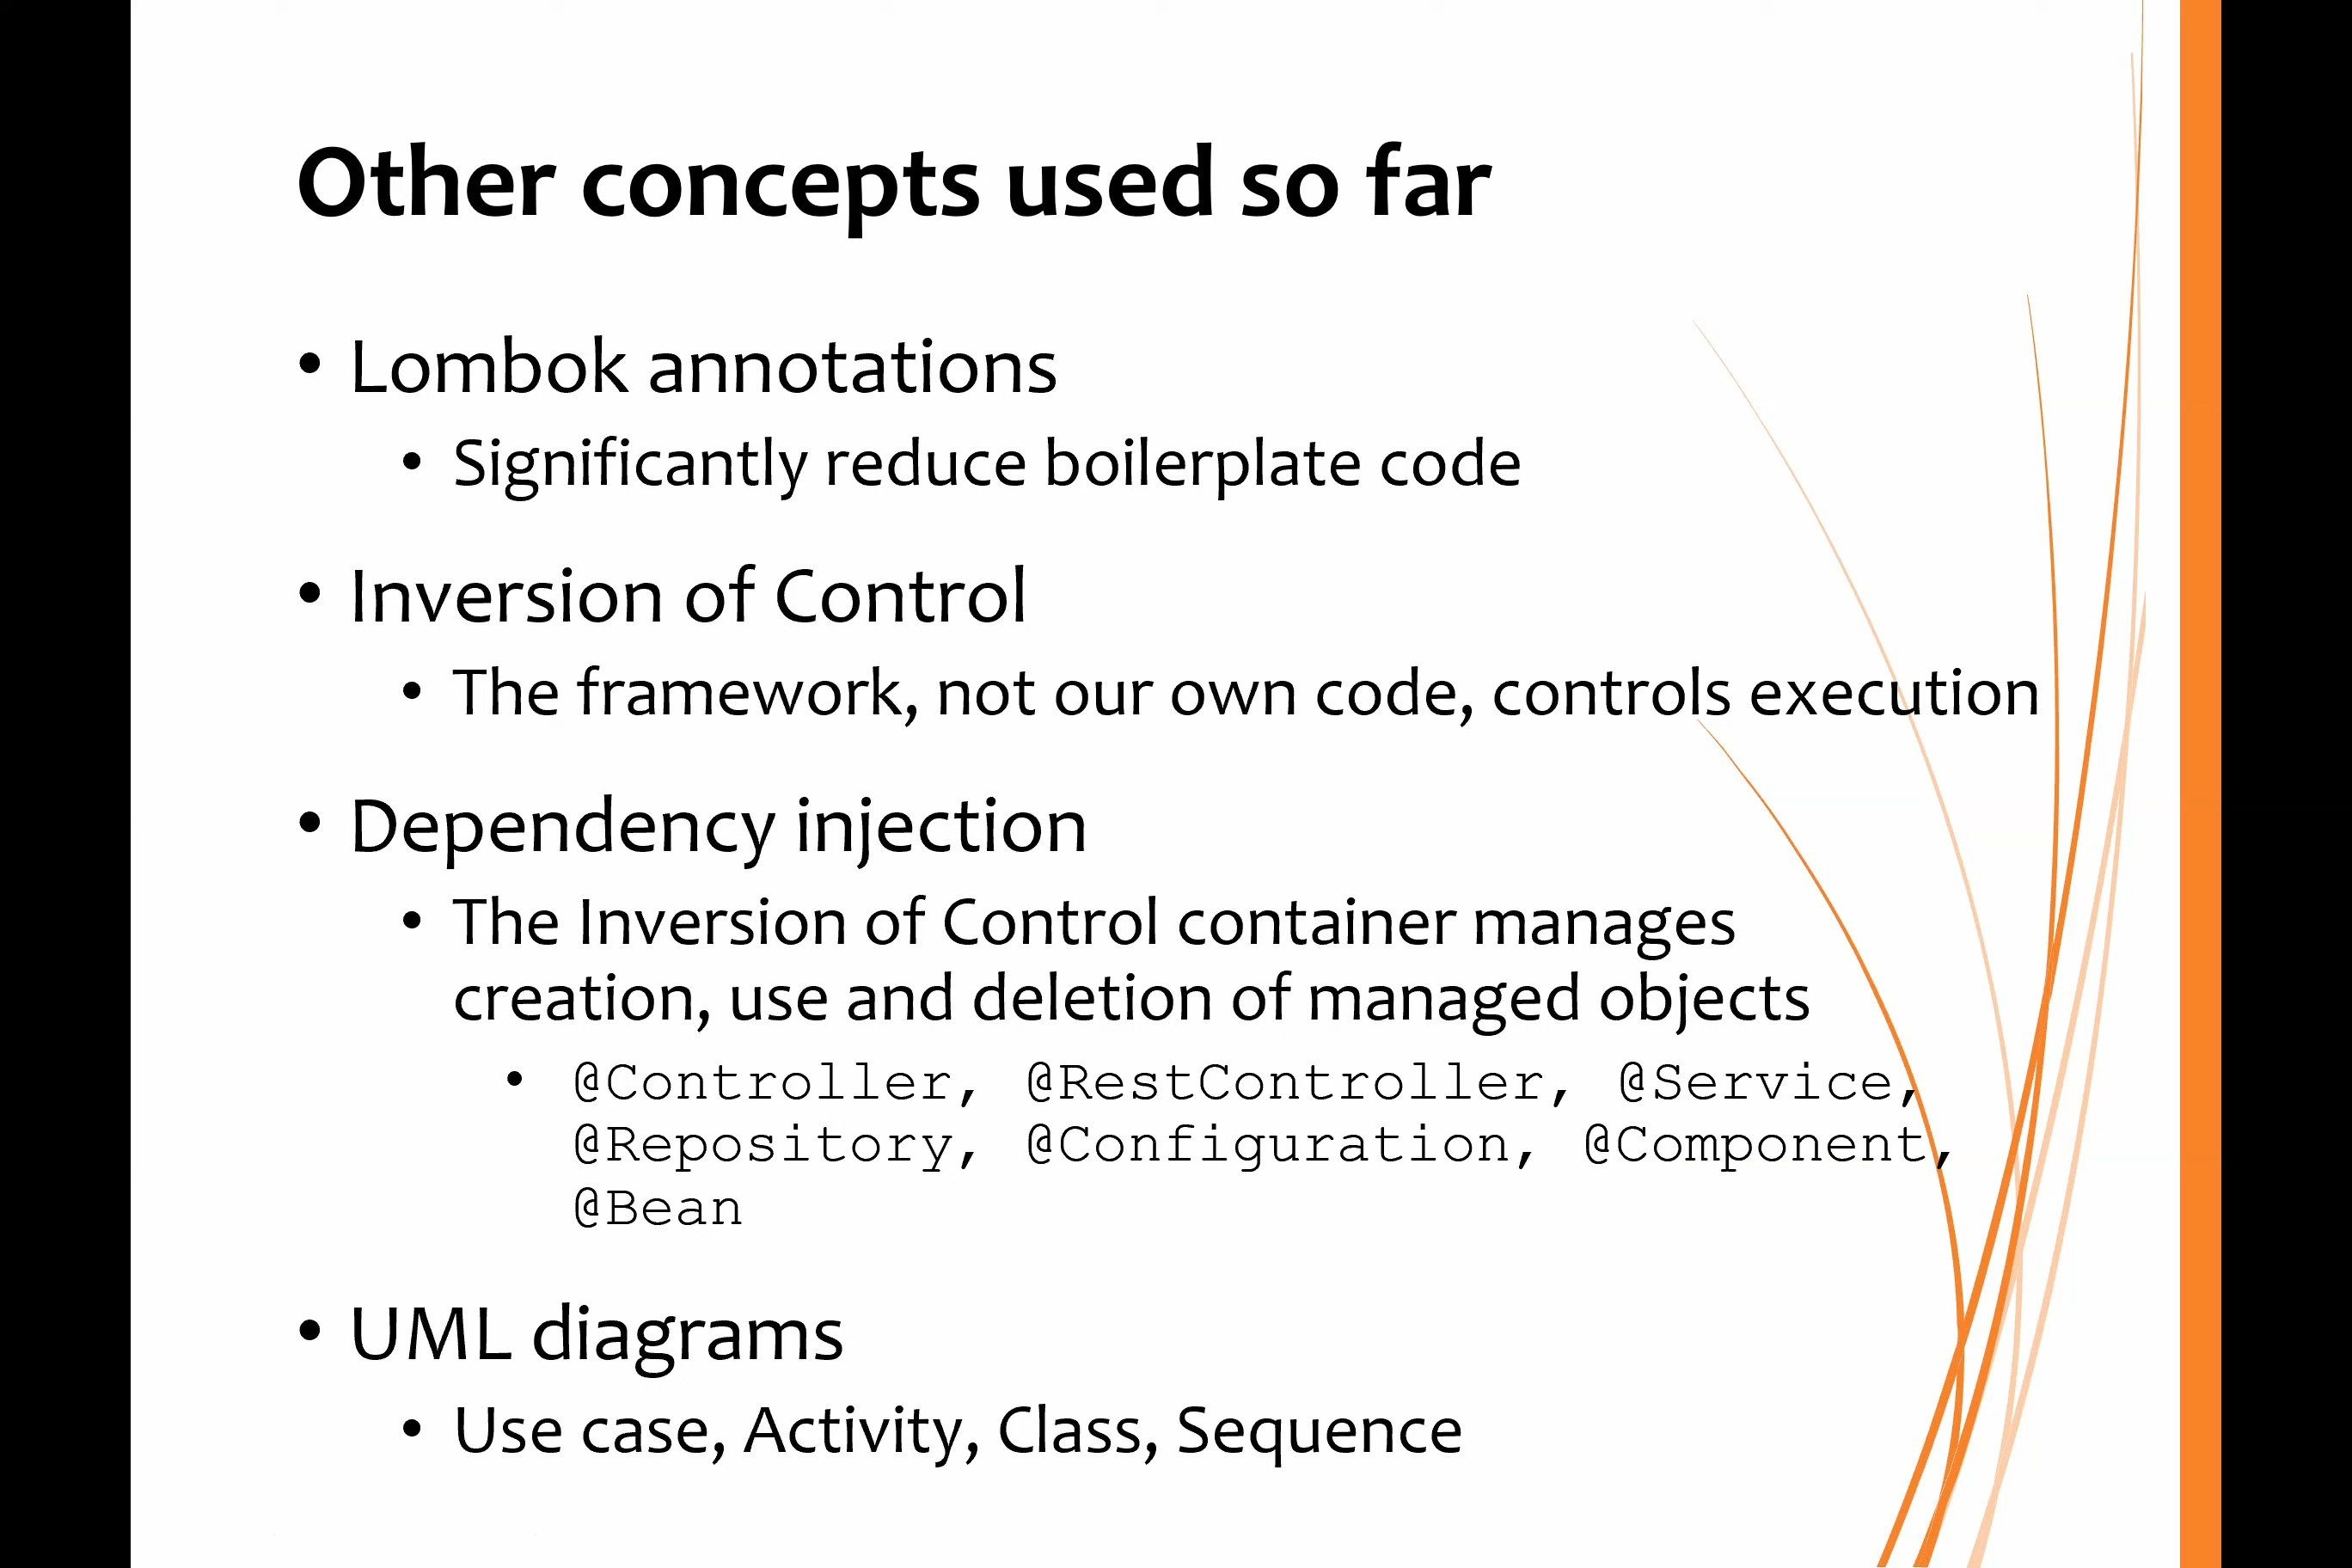 Other concepts used so far
• Lombok annotations
• Significantly reduce boilerplate code
• Inversion of Control
• The framework, not our own code, controls execution
• Dependency injection
• The Inversion of Control container manages
creation, use and deletion of managed objects
• @Controller, @RestController, @Service,
@Repository, @Configuration, @Component,
@Bean
• UML diagrams
• Use case, Activity, Class, Sequence